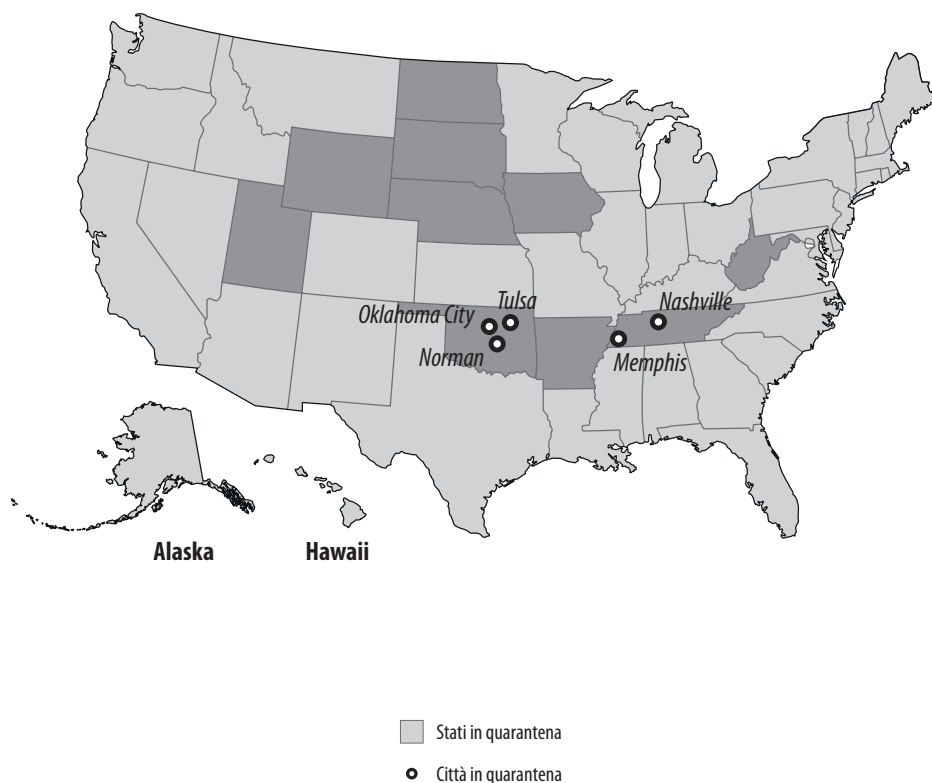 Tulsa
Nashville
Oklahoma City
Norman
Memphis
Alaska
Hawaii
Stati in quarantena
Città in quarantena